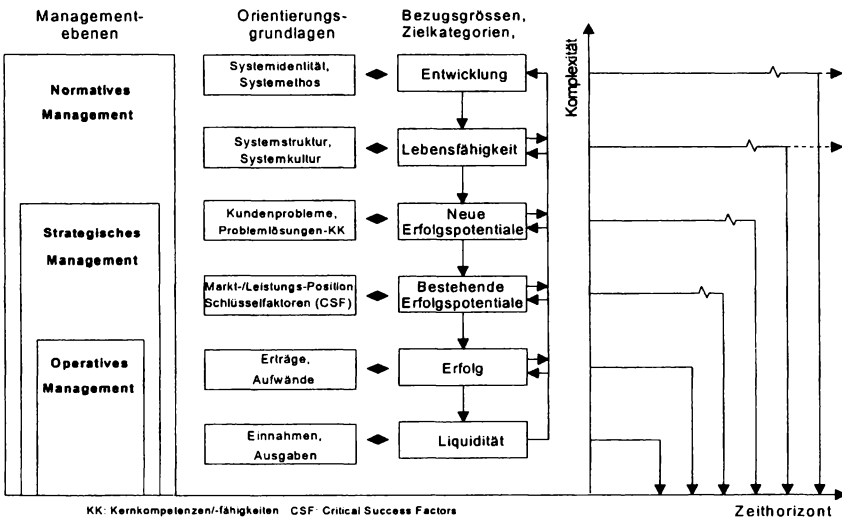 Management-
ebenen
Orientierungs-
grundlagen
Bezugsgrössen,
Zielkategorien,
Normatives
Management
Strategisches
Management
Operatives
Management
Systemidentität,
Systemethos
Entwicklung
Systemstruktur,
Systemkultur
Lebensfähigkeit
Kundenprobleme,
Problemlösungen-KK
Neue
Erfolgspotentiale
Markt-/Leistungs-Position
Schlüsselfaktoren (CSF)
Bestehende
Erfolgspotentiale
Erträge,
Aufwände
Erfolg
Einnahmen,
Ausgaben
Liquidität
Komplexität
Zeithorizont
KK: Kernkompetenzen/-fähigkeiten CSF: Critical Success Factors